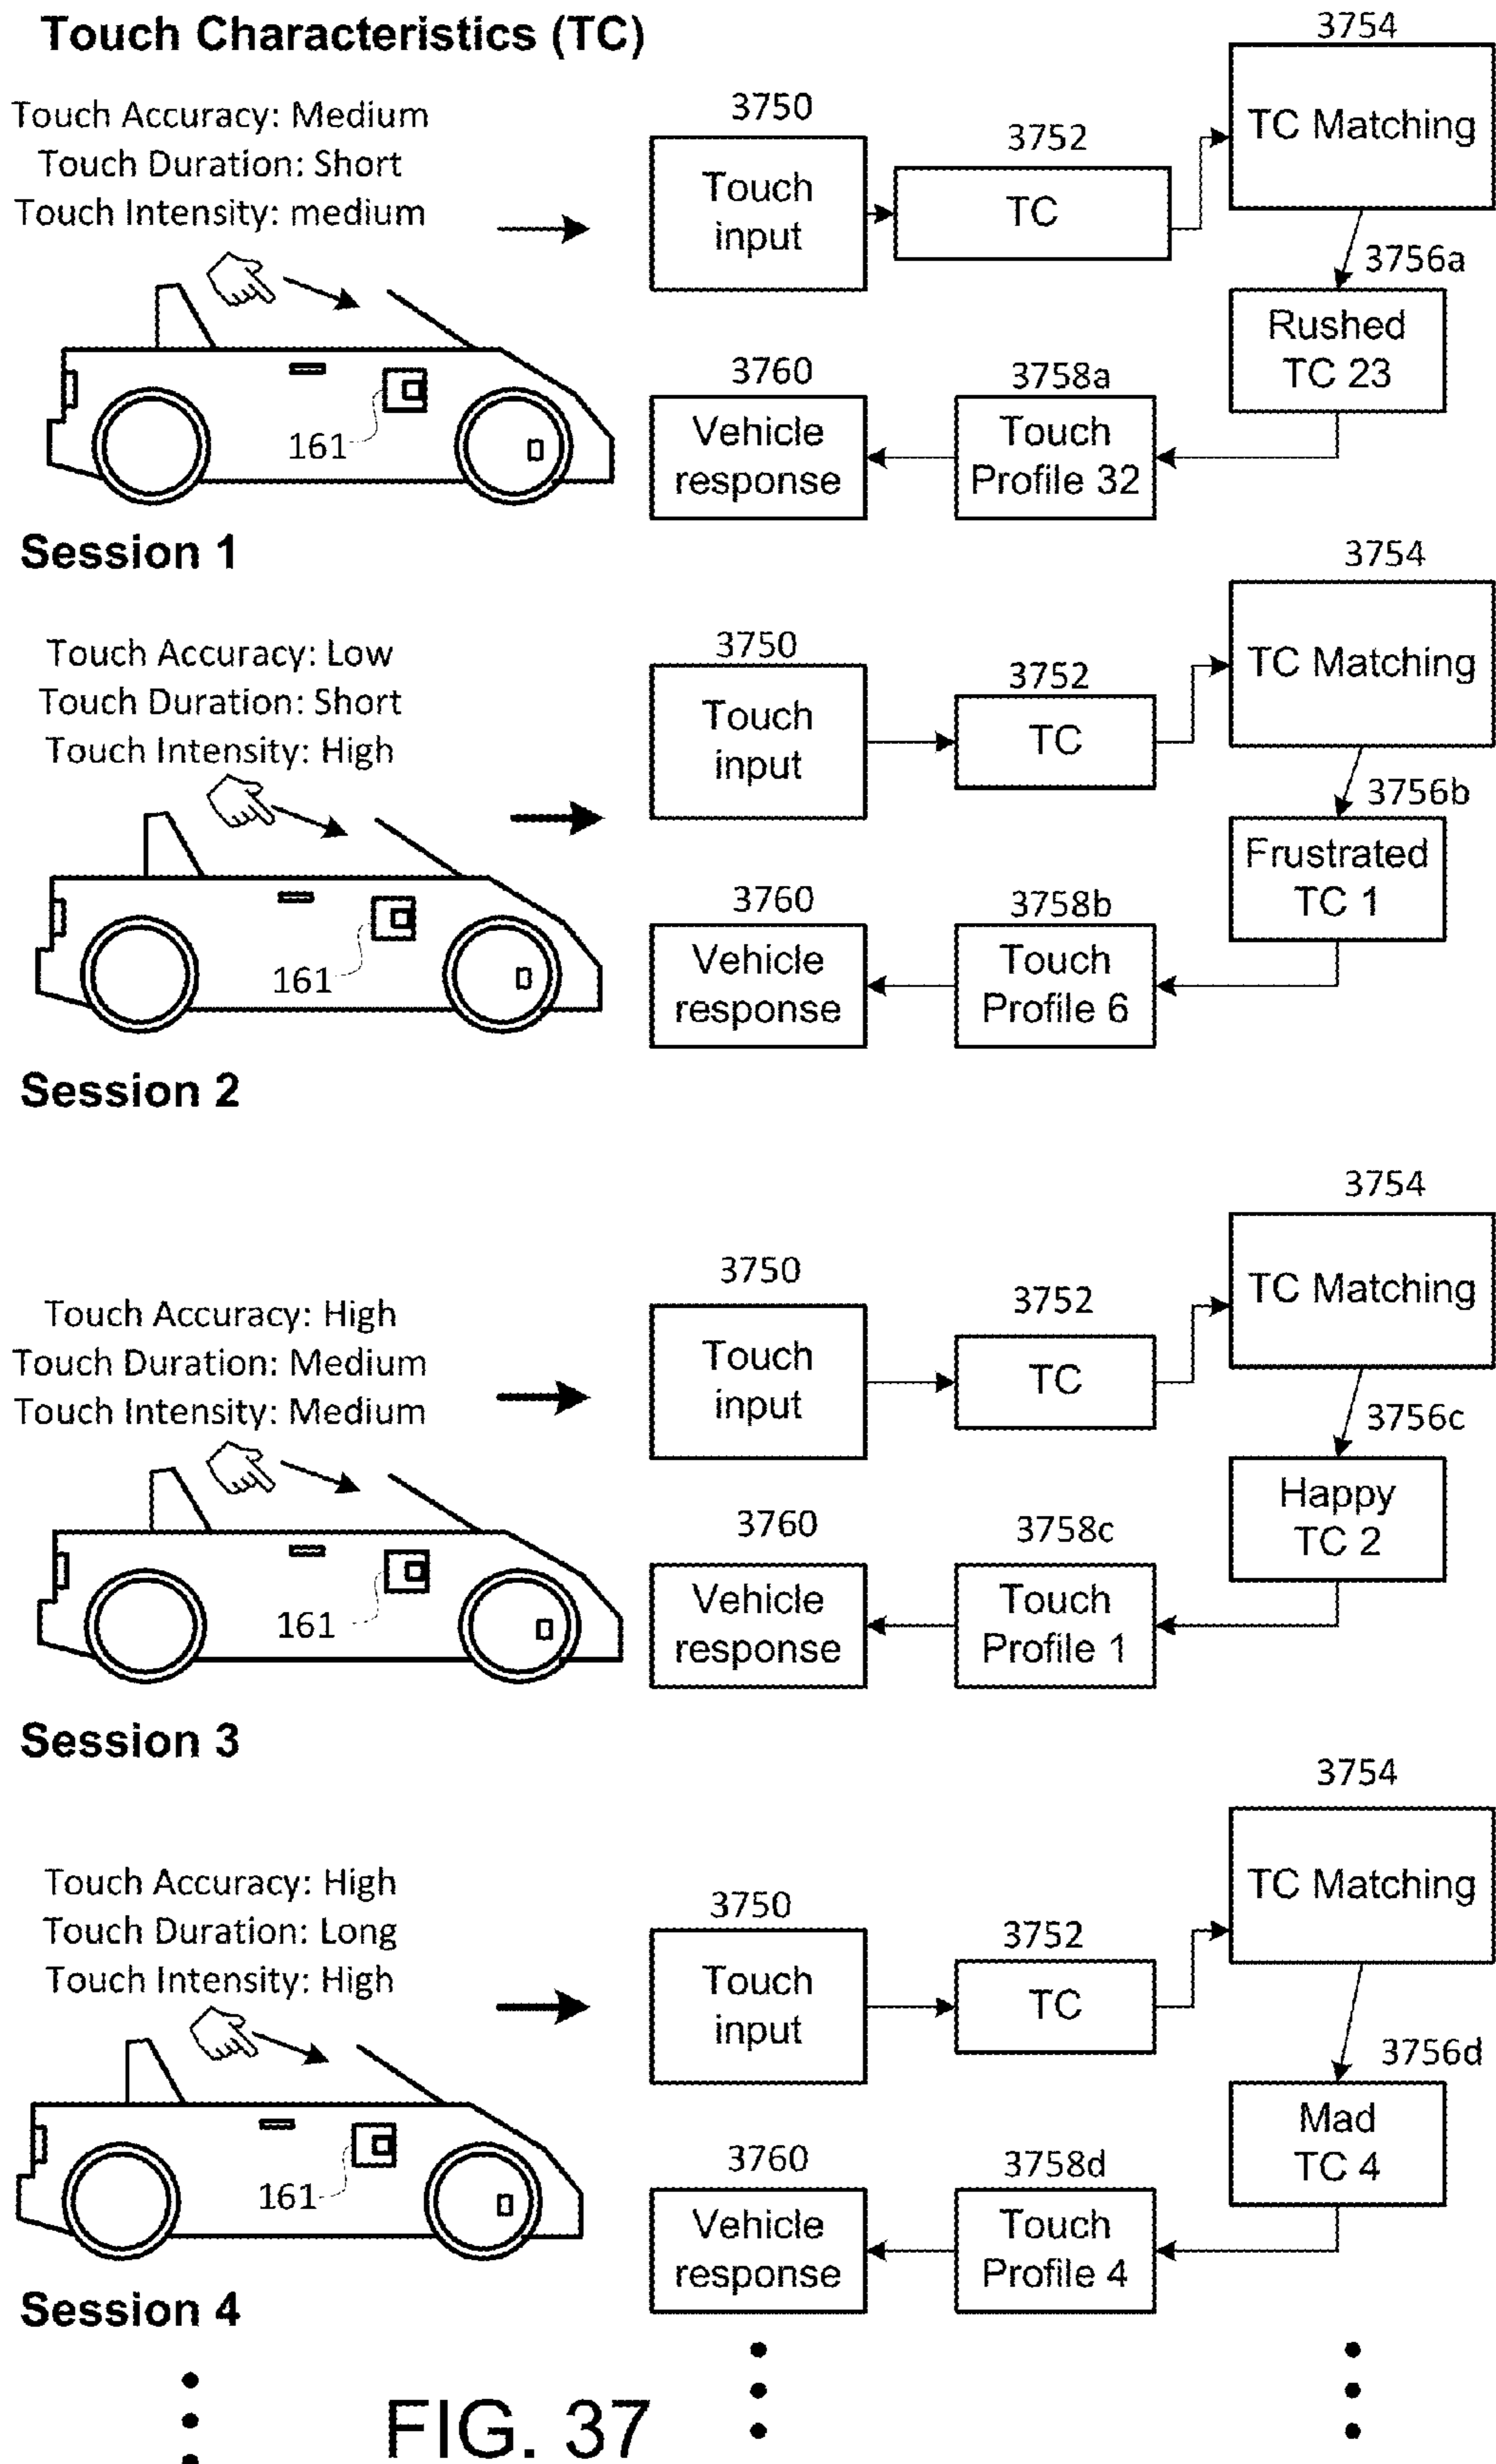 Touch Characteristics (TC)
Touch Accuracy: Medium
Touch Duration: Short
Touch Intensity: medium
3750
Touch
input
3752
TC
3754
TC Matching
3756a
Rushed
TC 23
3758a
Touch
Profile 32
3760
Vehicle
response
161
Session 1
Touch Accuracy: Low
Touch Duration: Short
Touch Intensity: High
3750
Touch
input
3752
TC
3754
TC Matching
3756b
Frustrated
TC 1
3758b
Touch
Profile 6
3760
Vehicle
response
161
Session 2
Touch Accuracy: High
Touch Duration: Medium
Touch Intensity: Medium
3750
Touch
input
3752
TC
3754
TC Matching
3756c
Happy
TC 2
3758c
Touch
Profile 1
3760
Vehicle
response
161
Session 3
Touch Accuracy: High
Touch Duration: Long
Touch Intensity: High
3750
Touch
input
3752
TC
3754
TC Matching
3756d
Mad
TC 4
3758d
Touch
Profile 4
3760
Vehicle
response
161
Session 4
FIG. 37